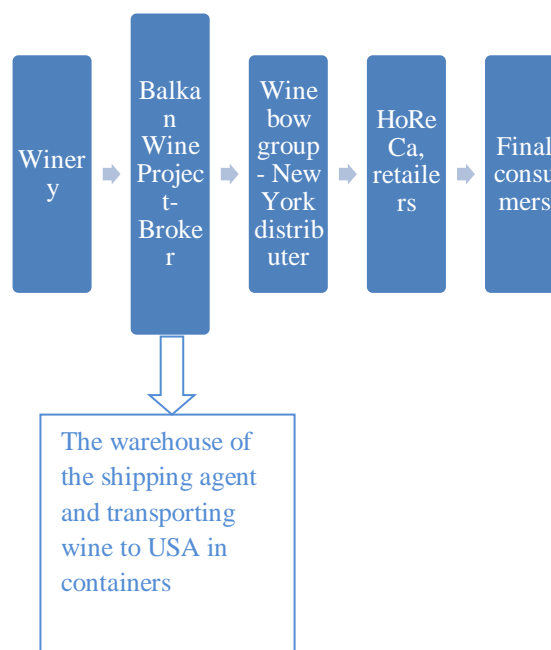 Winer
y
Balka
n
Wine
Projec
t-
Broke
r
Wine
bow
group
- New
York
distrib
uter
HoRe
Ca,
retaile
rs
Final
consu
mers
The warehouse of
the shipping agent
and transporting
wine to USA in
containers